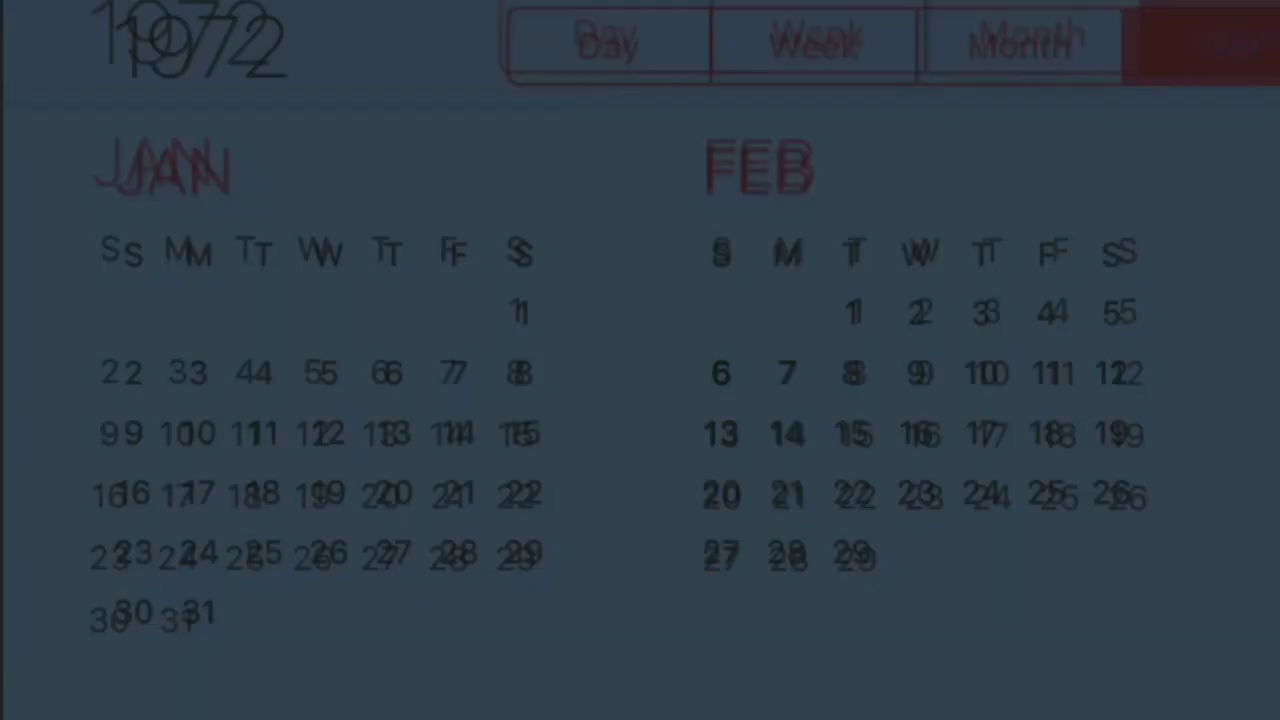 1972 Day Week Month
JAN FEB
S M T W T F S S M T W T F S
1 1 2 3 4 5
2 3 4 5 6 7 8 6 7 8 9 10 11 12
9 10 11 12 13 14 15 13 14 15 16 17 18 19
16 17 18 19 20 21 22 20 21 22 23 24 25 26
23 24 25 26 27 28 29 27 28 29
30 31